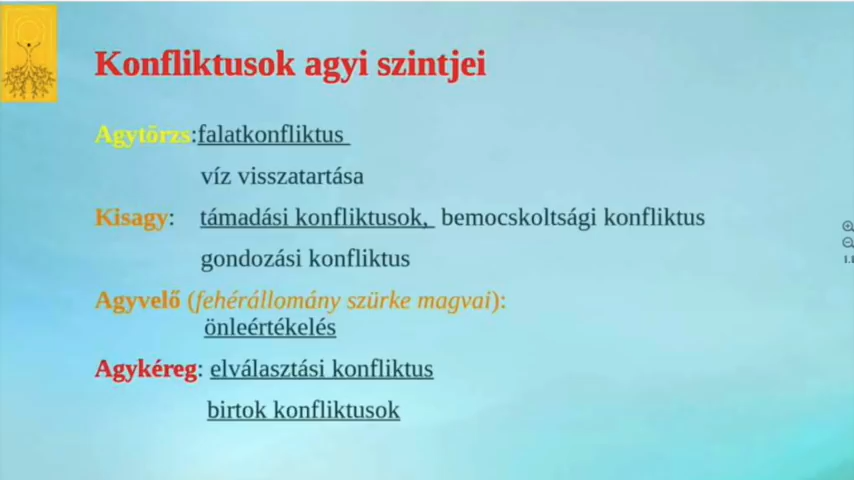 Konfliktusok agyi szintjei
Agytörzs:falatkonfliktus
víz visszatartása
Kisagy: támadási konfliktusok, bemocskoltsági konfliktus
gondozási konfliktus
Agyvelő (fehérállomány szürke magvai):
önleértékelés
Agykéreg: elválasztási konfliktus
birtok konfliktusok